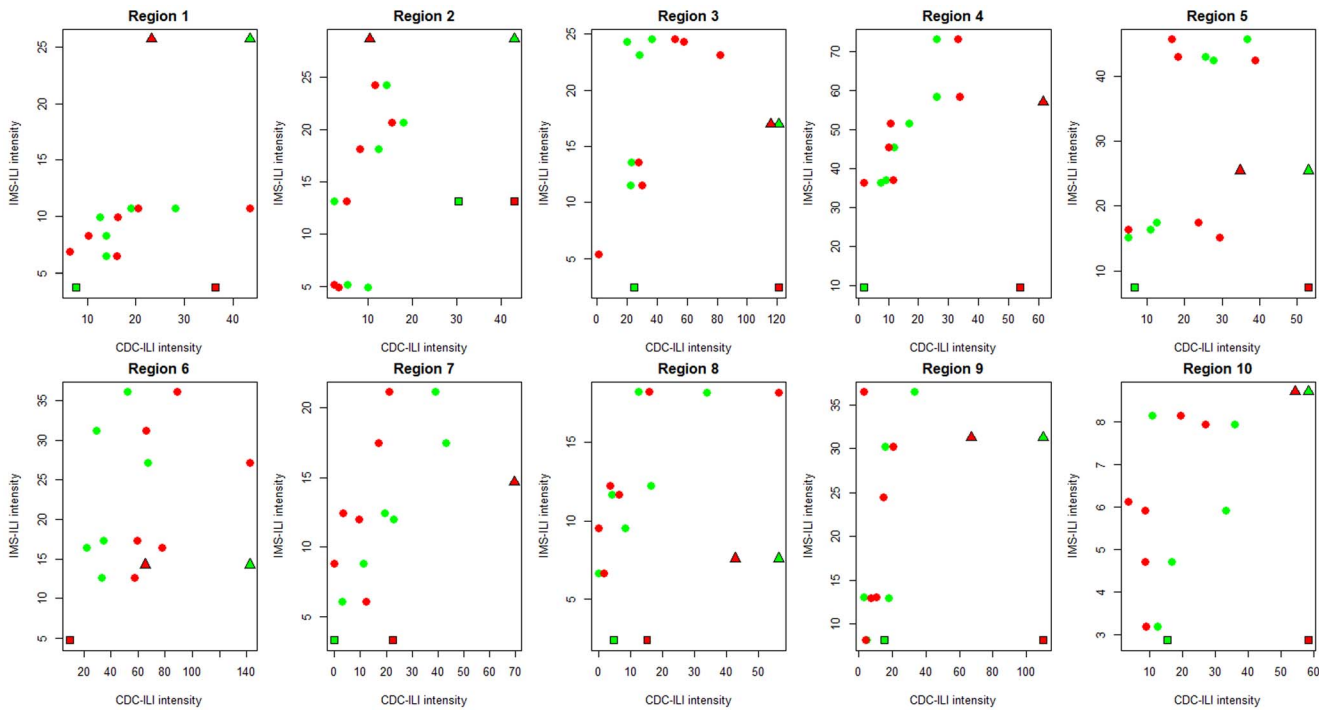 Region 1 Region 2 Region 3 Region 4 Region 5
IMS-ILI intensity IMS-ILI intensity IMS-ILI intensity IMS-ILI intensity IMS-ILI intensity
25 25 25 70 40
20 20 20 60 30
15 15 15 50 20
10 10 10 40 10
5 5 5 30
20
10
10 20 30 40 10 20 30 40 0 20 40 60 80 100 120 10 20 30 40 50 60 10 20 30 40 50
CDC-ILI intensity CDC-ILI intensity CDC-ILI intensity CDC-ILI intensity CDC-ILI intensity
Region 6 Region 7 Region 8 Region 9 Region 10
IMS-ILI intensity IMS-ILI intensity IMS-ILI intensity IMS-ILI intensity IMS-ILI intensity
35 20 15 35 8
30 15 10 30 7
25 10 5 25 6
20 5 20 5
15 15 4
10 10 3
5
20 40 60 80 100 140 0 10 20 30 40 50 60 70 0 10 20 30 40 50 0 20 40 60 80 100 10 20 30 40 50 60
CDC-ILI intensity CDC-ILI intensity CDC-ILI intensity CDC-ILI intensity CDC-ILI intensity